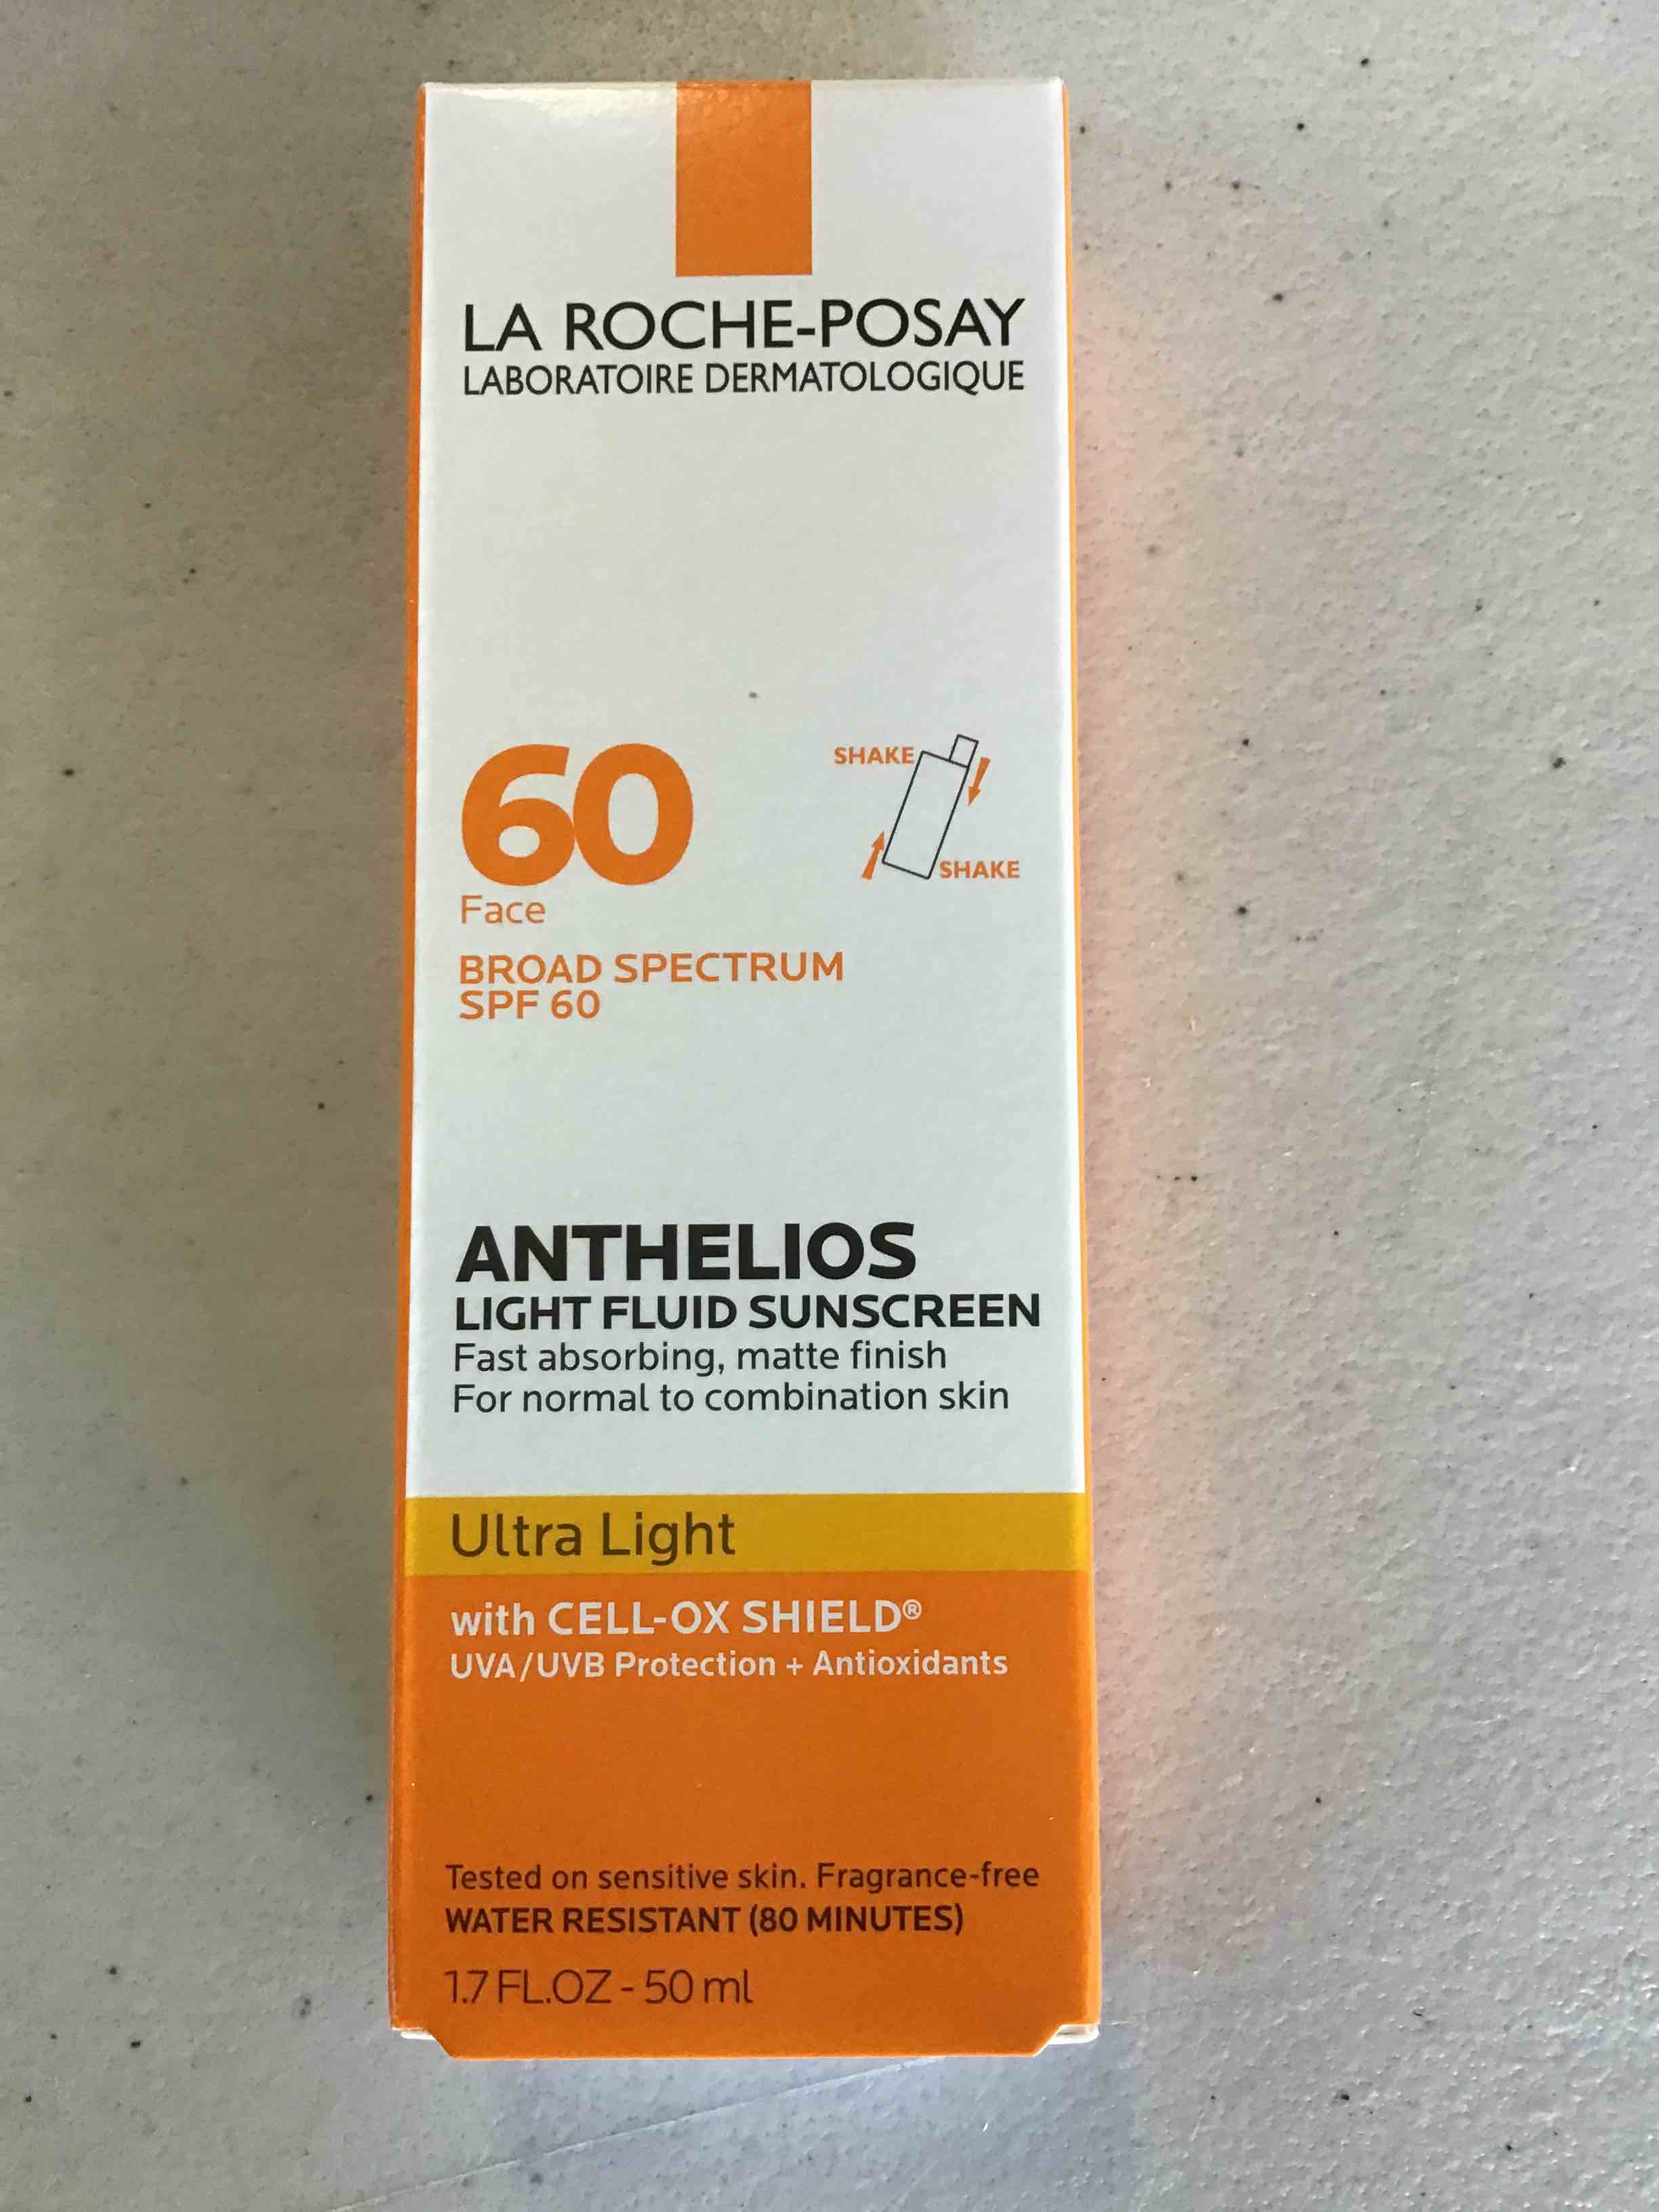 LA ROCHE-POSAY
LABORATOIRE DERMATOLOGIQUE
60
SHAKE
SHAKE
Face
BROAD SPECTRUM
SPF 60
ANTHELIOS
LIGHT FLUID SUNSCREEN
Fast absorbing, matte finish
For normal to combination skin
Ultra Light
with CELL-OX SHIELD®
UVA/UVB Protection + Antioxidants
Tested on sensitive skin. Fragrance-free
WATER RESISTANT (80 MINUTES)
1.7 FL.OZ - 50 ml